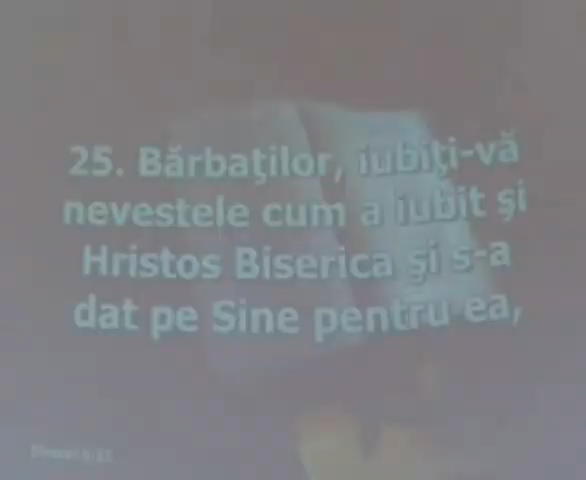 25. Bărbaţilor, iubiţi-vă
nevestele cum a iubit şi
Hristos Biserica şi s-a
dat pe Sine pentru ea,